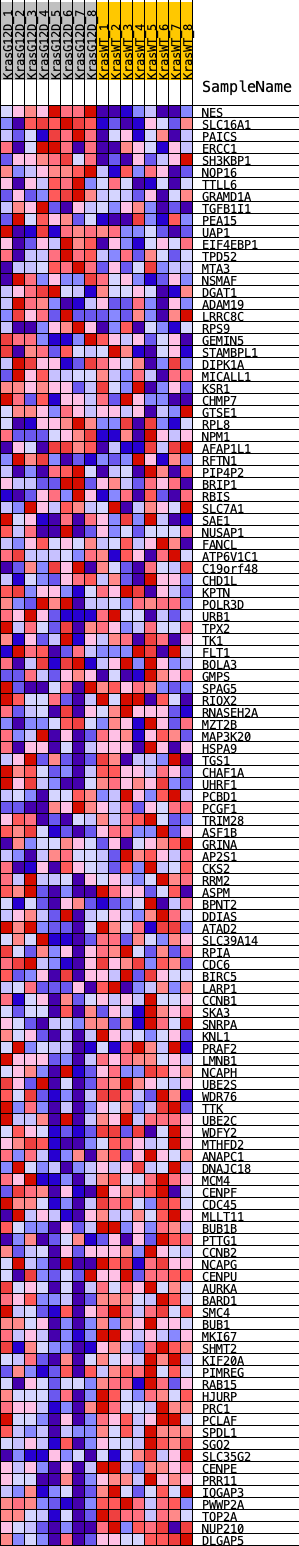 KrasG12D_1
KrasG12D_2
KrasG12D_3
KrasG12D_4
KrasG12D_5
KrasG12D_6
KrasG12D_7
KrasG12D_8
KrasWT_1
KrasWT_2
KrasWT_3
KrasWT_4
KrasWT_5
KrasWT_6
KrasWT_7
KrasWT_8
SampleName
NES
SLC16A1
PAICS
ERCC1
SH3KBP1
NOP16
TTLL6
GRAMD1A
TGFB1I1
PEA15
UAP1
EIF4EBP1
TPD52
MTA3
NSMAF
DGAT1
ADAM19
LRRC8C
RPS9
GEMIN5
STAMBPL1
DIPK1A
MICALL1
KSR1
CHMP7
GTSE1
RPL8
NPM1
AFAP1L1
RFTN1
PIP4P2
BRIP1
RBIS
SLC7A1
SAE1
NUSAP1
FANCL
ATP6V1C1
C19orf48
CHD1L
KPTN
POLR3D
URB1
TPX2
TK1
FLT1
BOLA3
GMPS
SPAG5
RIOX2
RNASEH2A
MZT2B
MAP3K20
HSPA9
TGS1
CHAF1A
UHRF1
PCBD1
PCGF1
TRIM28
ASF1B
GRINA
AP2S1
CKS2
RRM2
ASPM
BPNT2
DDIAS
ATAD2
SLC39A14
RPIA
CDC6
BIRC5
LARP1
CCNB1
SKA3
SNRPA
KNL1
PRAF2
LMNB1
NCAPH
UBE2S
WDR76
TTK
UBE2C
WDFY2
MTHFD2
ANAPC1
DNAJC18
MCM4
CENPF
CDC45
MLLT11
BUB1B
PTTG1
CCNB2
NCAPG
CENPU
AURKA
BARD1
SMC4
BUB1
MKI67
SHMT2
KIF20A
PIMREG
RAB15
HJURP
PRC1
PCLAF
SPDL1
SGO2
SLC35G2
CENPE
PRR11
IQGAP3
PWWP2A
TOP2A
NUP210
DLGAP5